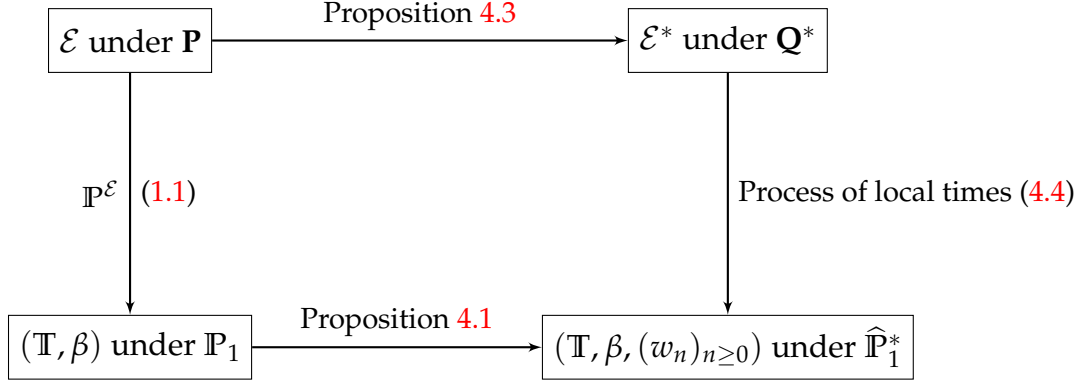 Proposition 4.3
ℰ under 𝐏
ℰ* under 𝐐*
ℙ^ℰ (1.1)
Process of local times (4.4)
Proposition 4.1
(𝕋, β) under ℙ₁
(𝕋, β, (wₙ)ₙ≥₀) under ℙ̂₁*